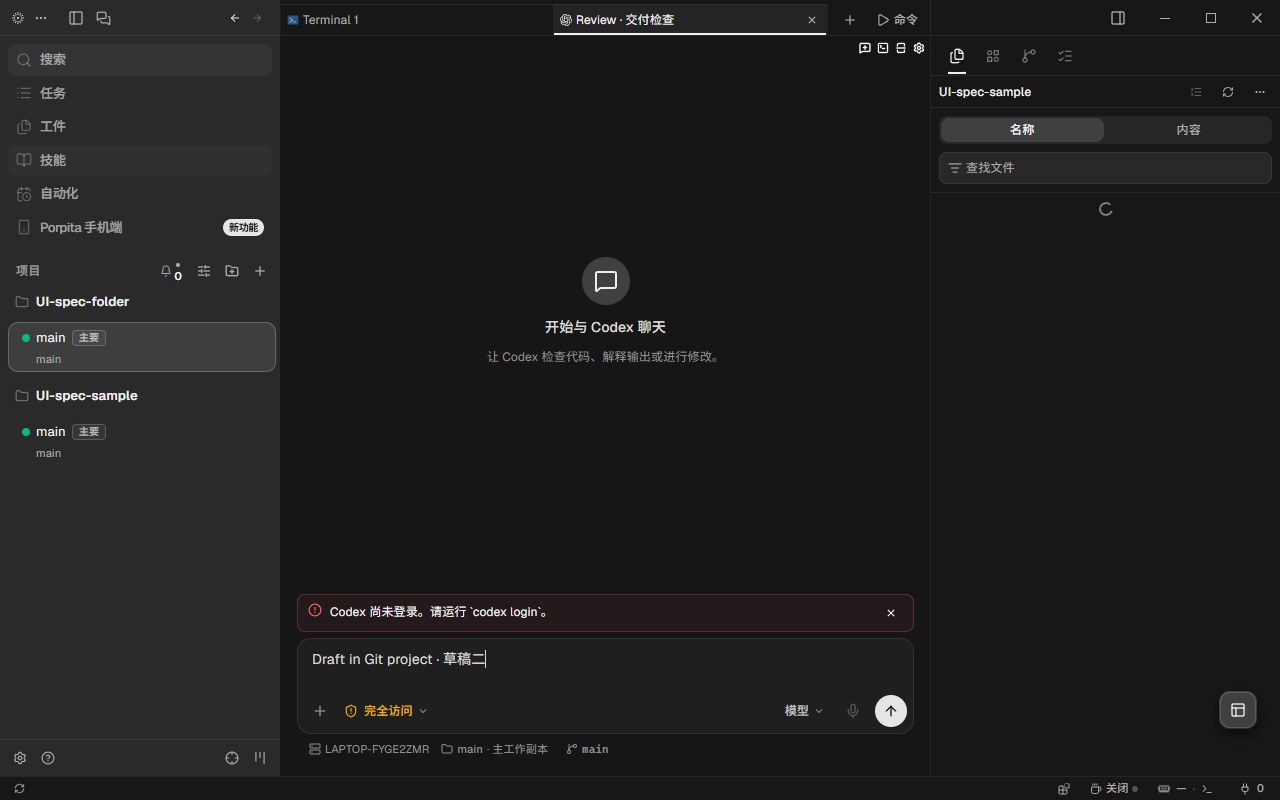 Terminal 1
Review · 交付检查
命令
搜索
任务
工件
技能
自动化
Porpita 手机端
新功能
项目
0
UI-spec-folder
main 主要
main
UI-spec-sample
main 主要
main
开始与 Codex 聊天
让 Codex 检查代码、解释输出或进行修改。
Codex 尚未登录。请运行 `codex login`。
Draft in Git project · 草稿二
完全访问
模型
LAPTOP-FYGE2ZMR
main · 主工作副本
main
UI-spec-sample
名称
内容
查找文件
关闭
— ·
0